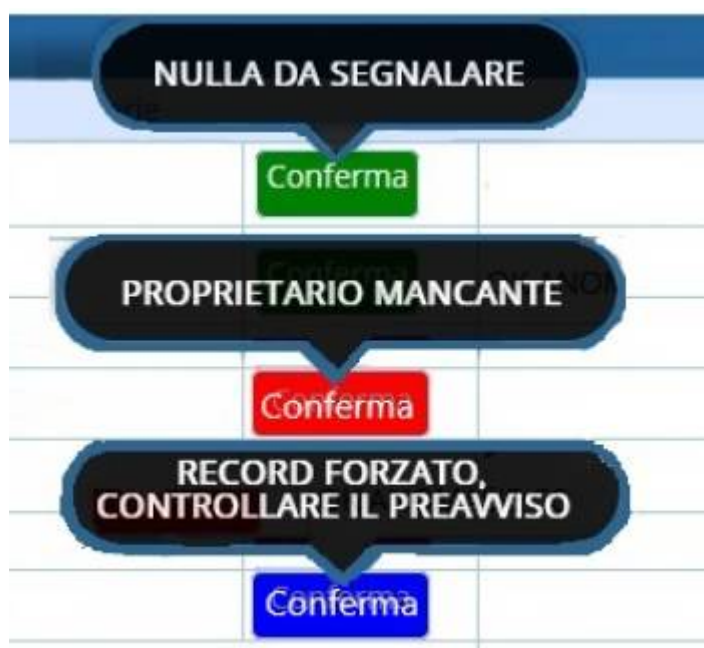 NULLA DA SEGNALARE
Conferma
PROPRIETARIO MANCANTE
Conferma
RECORD FORZATO,
CONTROLLARE IL PREAVVISO
Conferma